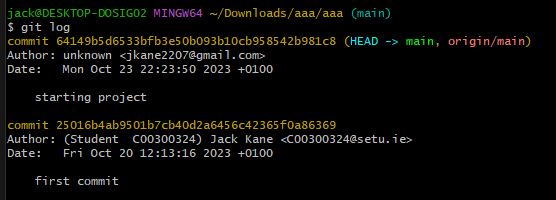 jack@DESKTOP-DOSIGO2 MINGW64 ~/Downloads/aaa/aaa (main)
$ git log
commit 64149b5d6533bfb3e50b093b10cb958542b981c8 (HEAD -> main, origin/main)
Author: unknown <jkane2207@gmail.com>
Date:   Mon Oct 23 22:23:50 2023 +0100
starting project
commit 25016b4ab9501b7cb40d2a6456c42365f0a86369
Author: (Student  C00300324) Jack Kane <C00300324@setu.ie>
Date:   Fri Oct 20 12:13:16 2023 +0100
first commit